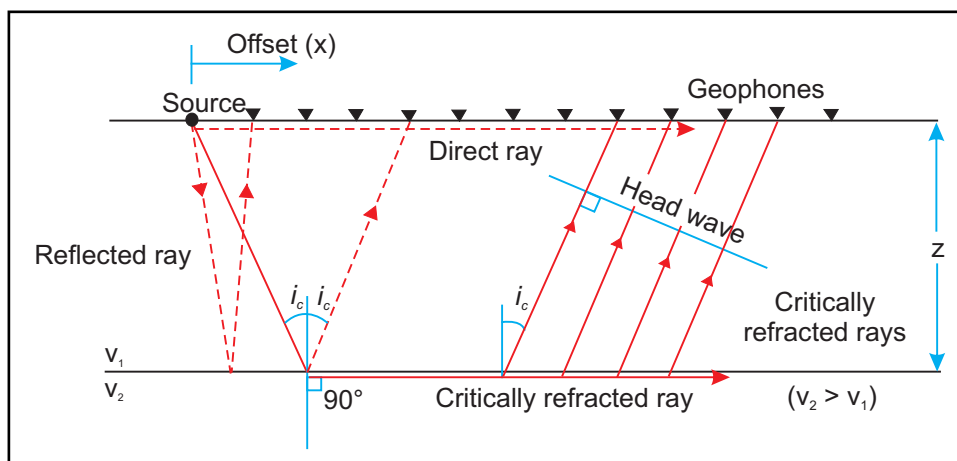 Offset (x)
Source
Geophones
Direct ray
Head wave
Reflected ray
z
i_c i_c
i_c
Critically
refracted rays
v₁
v₂
90°
Critically refracted ray
(v₂ > v₁)